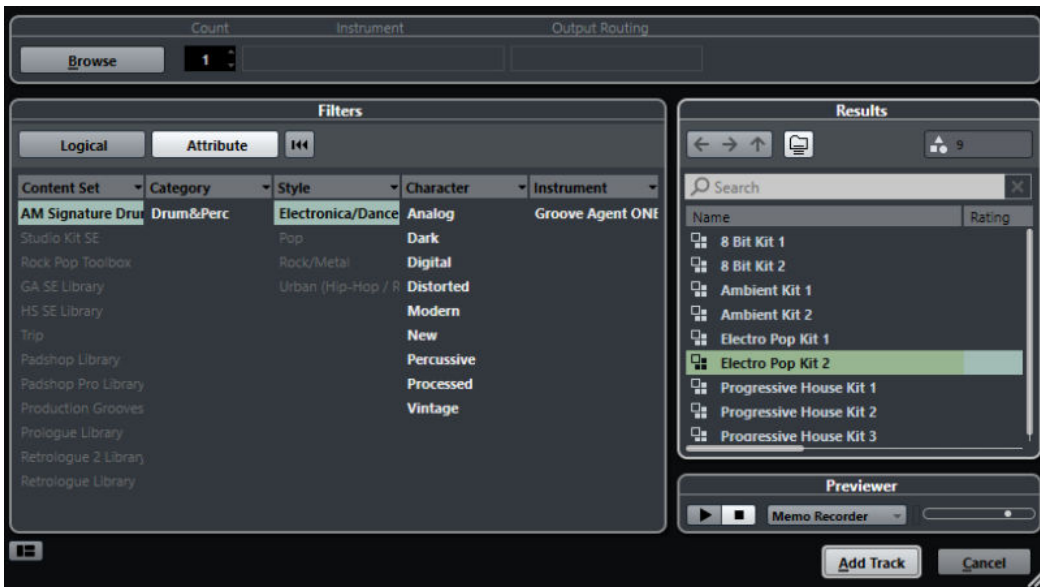 Count Instrument Output Routing
Browse 1
Filters
Logical Attribute
Content Set Category Style Character Instrument
AM Signature Drur Drum&Perc Electronica/Dance Analog Groove Agent ONE
Studio Kit SE Pop Dark
Rock Pop Toolbox Rock/Metal Digital
GA SE Library Urban (Hip-Hop / R Distorted
HS SE Library Modern
Trip New
Padshop Library Percussive
Padshop Pro Library Processed
Production Grooves Vintage
Prologue Library
Retrologue 2 Library
Retrologue Library
Results
9
Search
Name Rating
8 Bit Kit 1
8 Bit Kit 2
Ambient Kit 1
Ambient Kit 2
Electro Pop Kit 1
Electro Pop Kit 2
Progressive House Kit 1
Progressive House Kit 2
Progressive House Kit 3
Previewer
Memo Recorder
Add Track Cancel